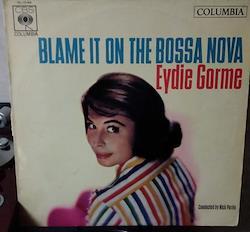 CBS
COLUMBIA
COLUMBIA
BLAME IT ON THE BOSSA NOVA
Eydie Gorme
Conducted by Nick Perito